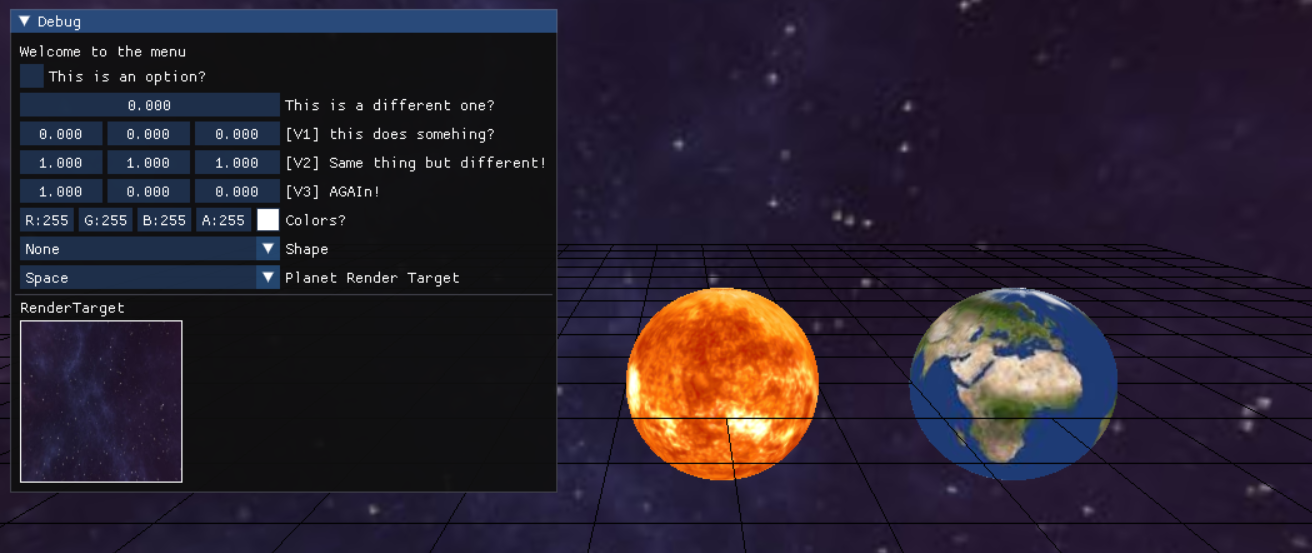 Debug
Welcome to the menu
This is an option?
0.000 This is a different one?
0.000 0.000 0.000 [V1] this does somehing?
1.000 1.000 1.000 [V2] Same thing but different!
1.000 0.000 0.000 [V3] AGAIn!
R:255 G:255 B:255 A:255 Colors?
None Shape
Space Planet Render Target
RenderTarget